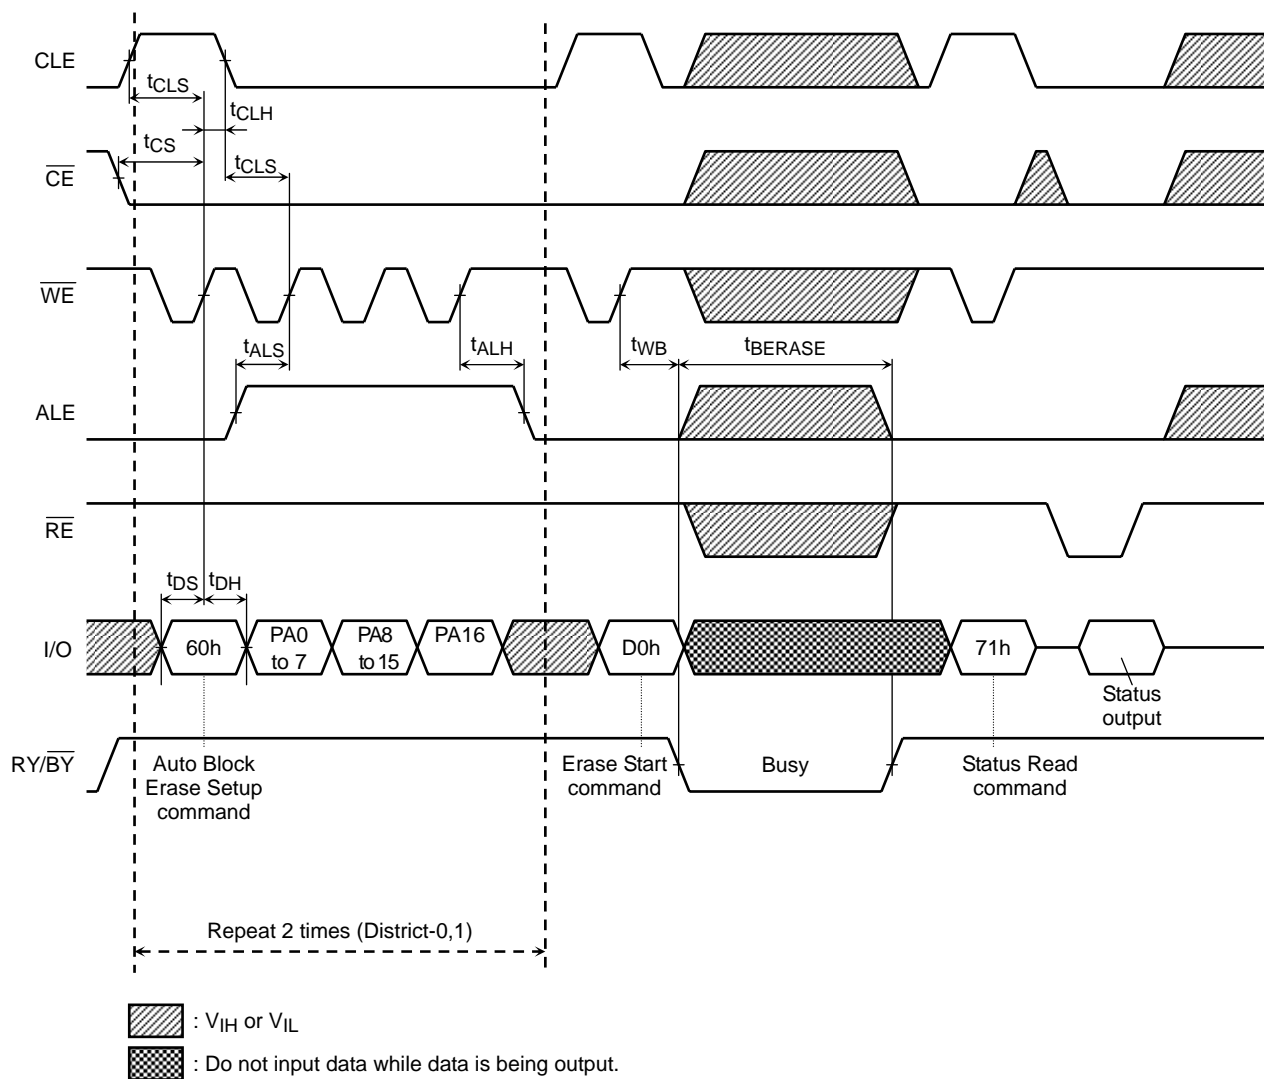 CLE
tCLS
tCLH
tCS
tCLS
CE
WE
tALS
tALH
tWB
tBERASE
ALE
RE
tDS
tDH
I/O
60h
PA0
to 7
PA8
to 15
PA16
D0h
71h
Status
output
RY/BY
Auto Block
Erase Setup
command
Erase Start
command
Busy
Status Read
command
Repeat 2 times (District-0,1)
: VIH or VIL
: Do not input data while data is being output.